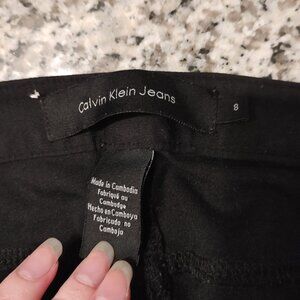 Calvin Klein Jeans
8
Made in Cambodia
Fabriqué au
Cambodge
Hecho en Camboya
Fabricado no
Camboja